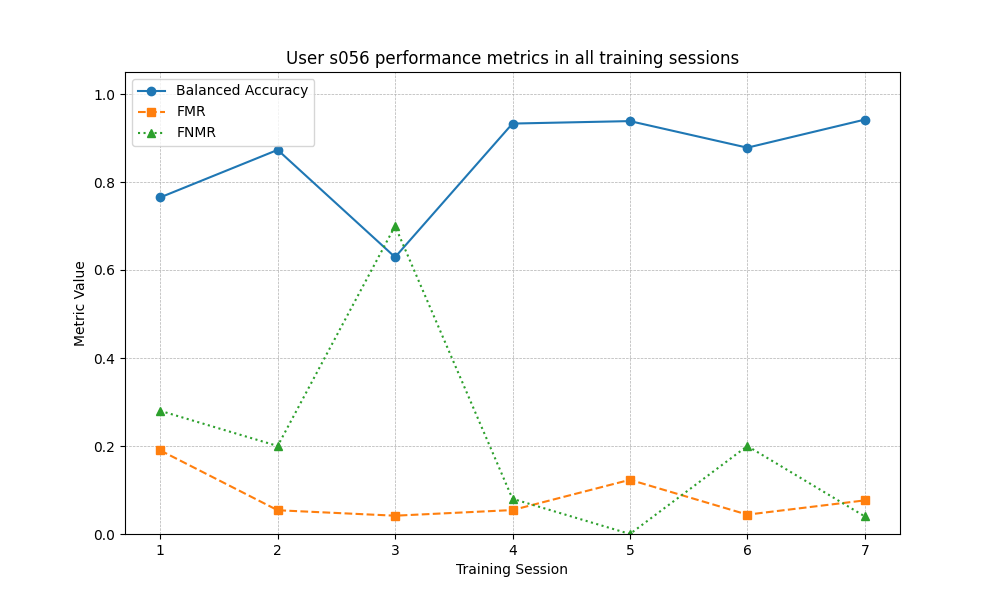 User s056 performance metrics in all training sessions
Balanced Accuracy
FMR
FNMR
1.0
0.8
0.6
0.4
0.2
0.0
Metric Value
1 2 3 4 5 6 7
Training Session